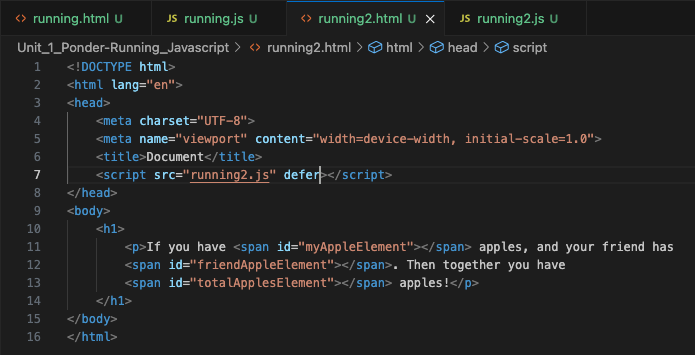 <> running.html U
JS running.js U
<> running2.html U ×
JS running2.js U
Unit_1_Ponder-Running_Javascript > <> running2.html > html > head > script
1 <!DOCTYPE html>
2 <html lang="en">
3 <head>
4     <meta charset="UTF-8">
5     <meta name="viewport" content="width=device-width, initial-scale=1.0">
6     <title>Document</title>
7     <script src="running2.js" defer></script>
8 </head>
9 <body>
10     <h1>
11         <p>If you have <span id="myAppleElement"></span> apples, and your friend has
12         <span id="friendAppleElement"></span>. Then together you have
13         <span id="totalApplesElement"></span> apples!</p>
14     </h1>
15 </body>
16 </html>